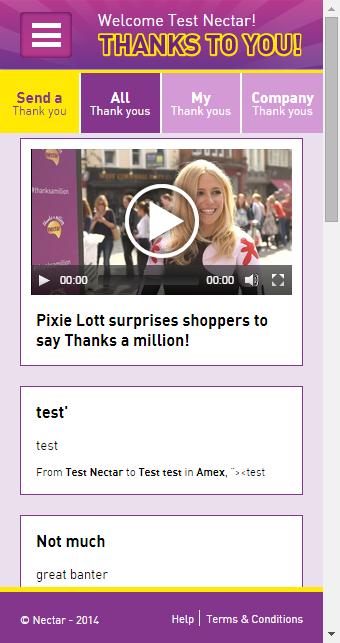 Welcome Test Nectar!
THANKS TO YOU!
Send a
Thank you
All
Thank yous
My
Thank yous
Company
Thank yous
#thanksamillion
nectar
00:00
00:00
Pixie Lott surprises shoppers to
say Thanks a million!
test'
test
From Test Nectar to Test test in Amex, "><test
Not much
great banter
© Nectar - 2014
Help
Terms & Conditions